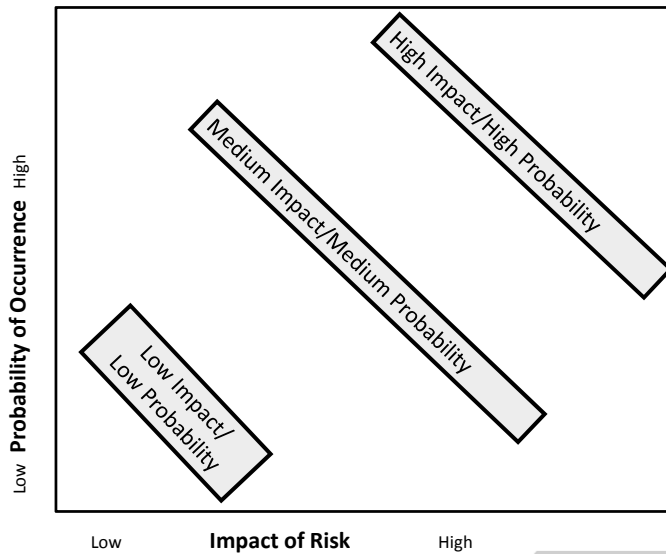 High Impact/High Probability
Medium Impact/Medium Probability
Low Impact/
Low Probability
Low Probability of Occurrence High
Low Impact of Risk High